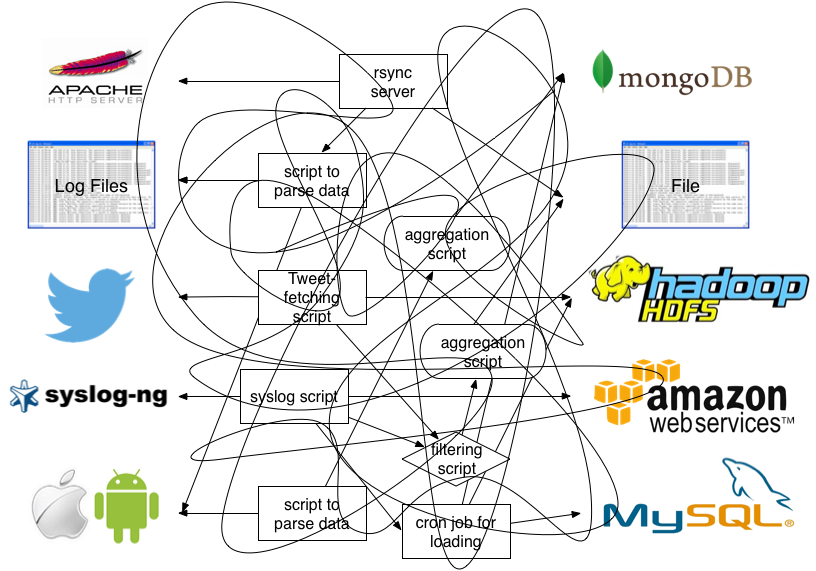 APACHE
HTTP SERVER
rsync
server
mongoDB
Log Files
script to
parse data
File
aggregation
script
Tweet-
fetching
script
hadoop
HDFS
aggregation
script
syslog-ng
syslog script
amazon
webservices™
filtering
script
script to
parse data
cron job for
loading
MySQL®